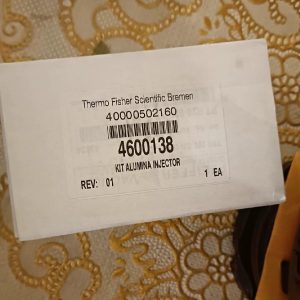 Thermo Fisher Scientific Bremen
40000502160
4600138
KIT ALUMINA INJECTOR
REV: 01 1 EA